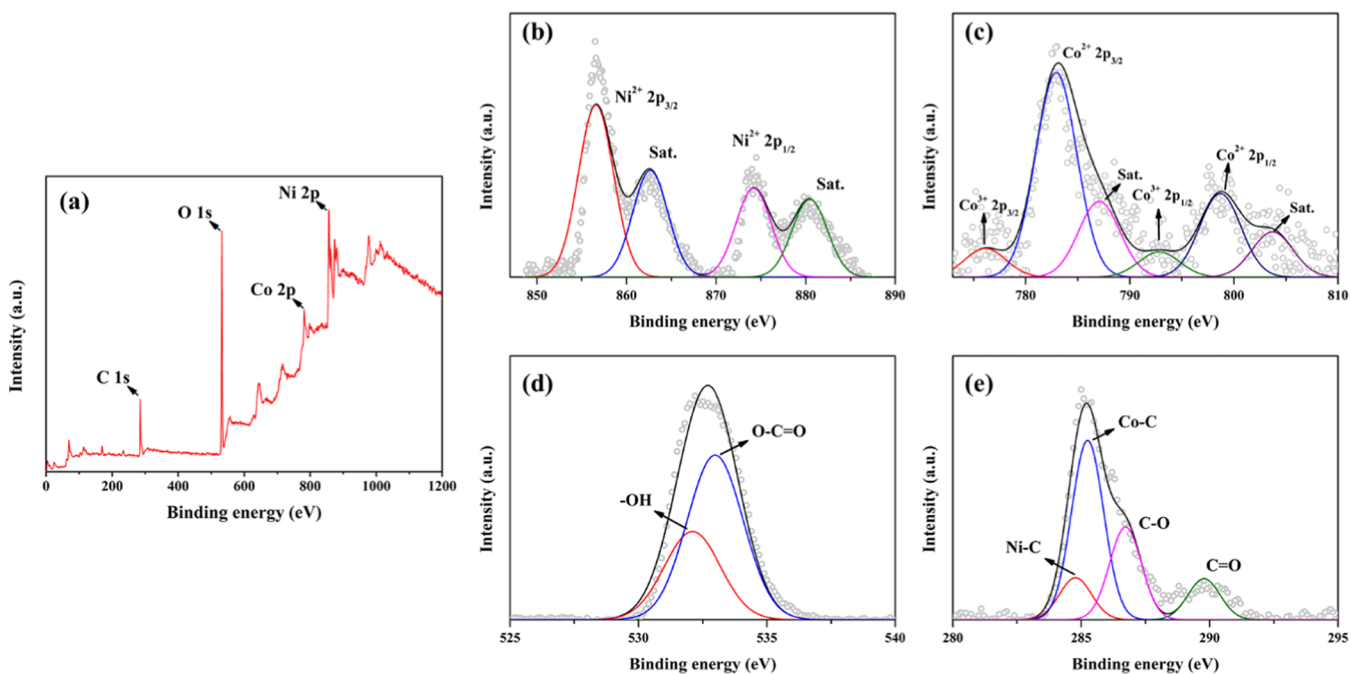 (a)
Ni 2p
O 1s
Co 2p
C 1s
Intensity (a.u.)
0 200 400 600 800 1000 1200
Binding energy (eV)
(b)
Ni²⁺ 2p₃/₂
Sat.
Ni²⁺ 2p₁/₂
Sat.
Intensity (a.u.)
850 860 870 880 890
Binding energy (eV)
(c)
Co²⁺ 2p₃/₂
Co²⁺ 2p₁/₂
Sat.
Co³⁺ 2p₁/₂
Co³⁺ 2p₃/₂
Sat.
Intensity (a.u.)
780 790 800 810
Binding energy (eV)
(d)
O-C=O
-OH
Intensity (a.u.)
525 530 535 540
Binding energy (eV)
(e)
Co-C
C-O
Ni-C
C=O
Intensity (a.u.)
280 285 290 295
Binding energy (eV)